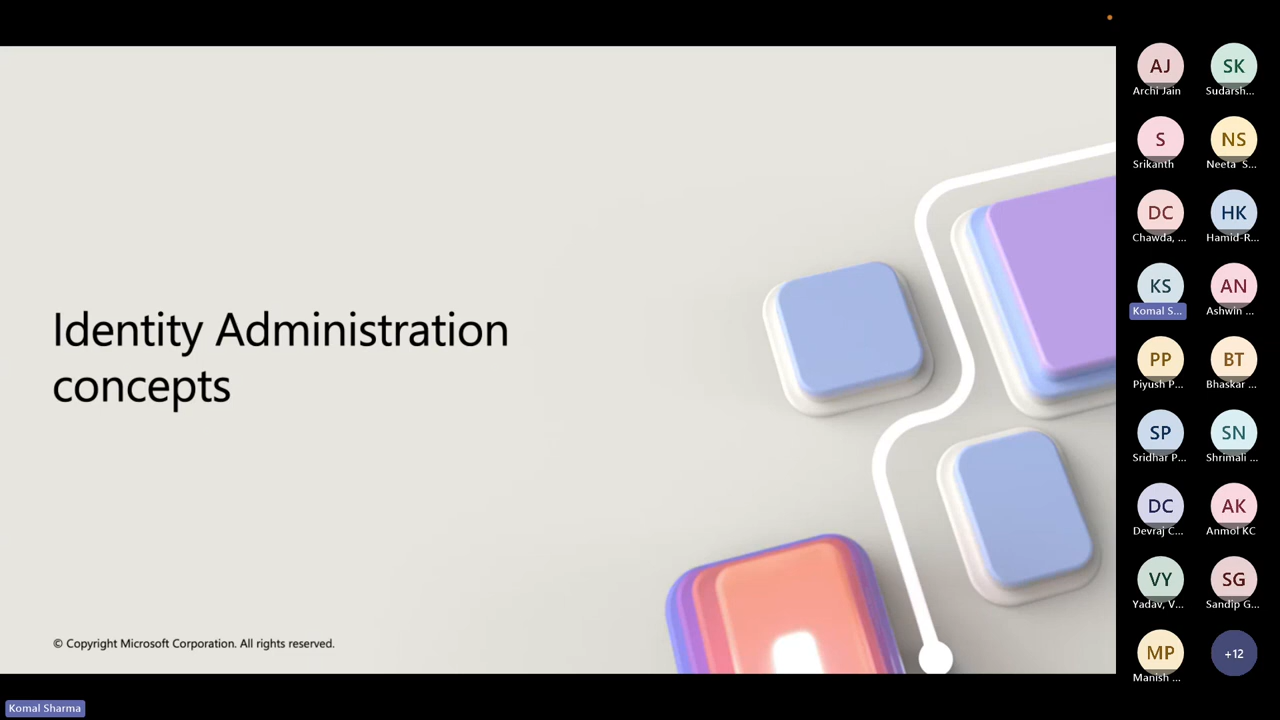 Identity Administration
concepts
© Copyright Microsoft Corporation. All rights reserved.
Komal Sharma
AJ
Archi Jain
SK
Sudarsh...
S
Srikanth
NS
Neeta S...
DC
Chawda, ...
HK
Hamid-R...
KS
Komal S...
AN
Ashwin ...
PP
Piyush P...
BT
Bhaskar ...
SP
Sridhar P...
SN
Shrimali ...
DC
Devraj C...
AK
Anmol KC
VY
Yadav, V...
SG
Sandip G...
MP
Manish ...
+12